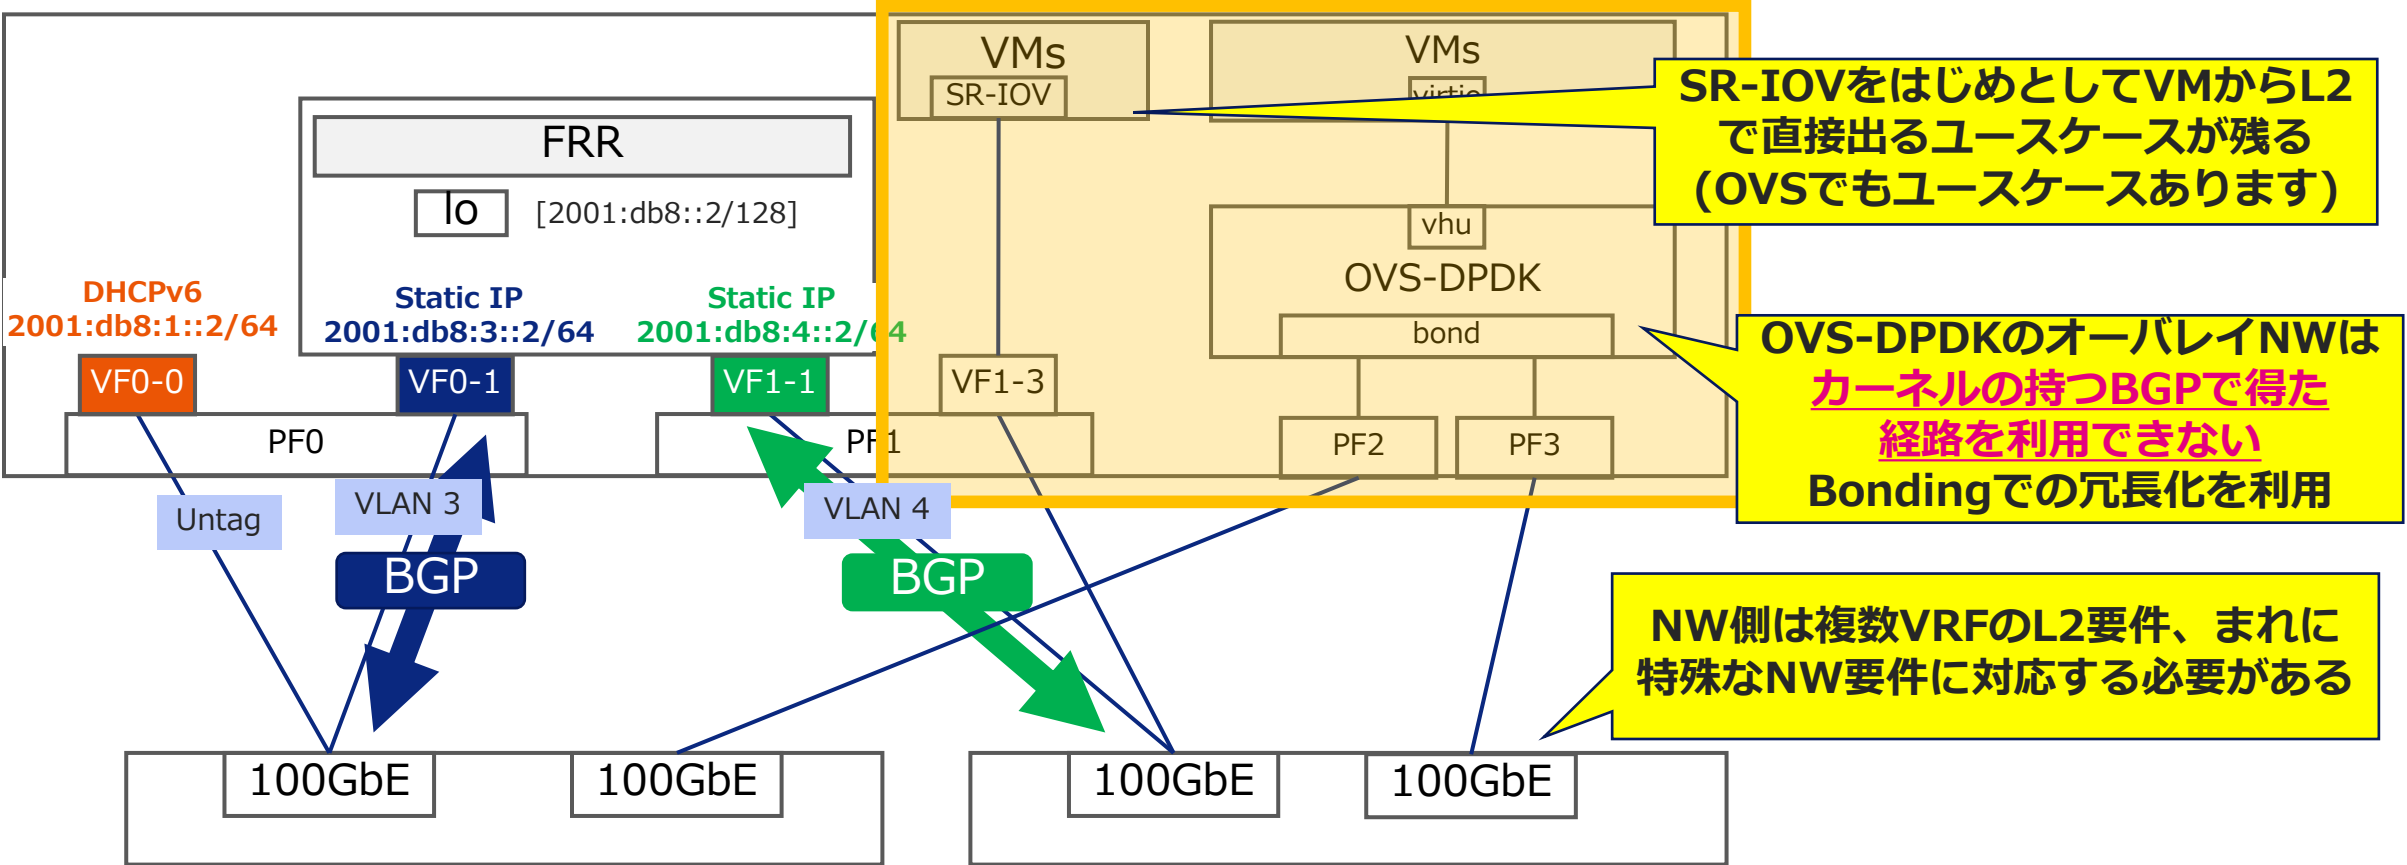 VMs
SR-IOV
VMs
virtio
SR-IOVをはじめとしてVMからL2
で直接出るユースケースが残る
(OVSでもユースケースあります)
FRR
lo
[2001:db8::2/128]
vhu
OVS-DPDK
bond
DHCPv6
2001:db8:1::2/64
Static IP
2001:db8:3::2/64
Static IP
2001:db8:4::2/64
VF0-0
VF0-1
VF1-1
VF1-3
PF0
PF1
PF2
PF3
OVS-DPDKのオーバレイNWは
カーネルの持つBGPで得た
経路を利用できない
Bondingでの冗長化を利用
Untag
VLAN 3
VLAN 4
BGP
BGP
NW側は複数VRFのL2要件、まれに
特殊なNW要件に対応する必要がある
100GbE
100GbE
100GbE
100GbE